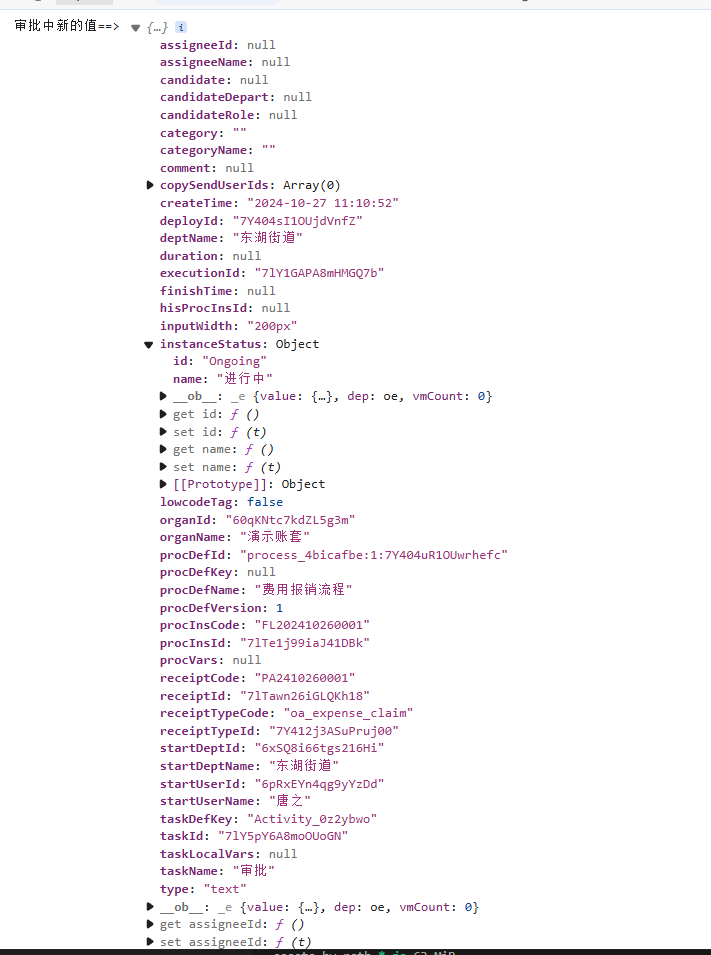 审批中新的值==> {…} i
assigneeId: null
assigneeName: null
candidate: null
candidateDepart: null
candidateRole: null
category: ""
categoryName: ""
comment: null
copySendUserIds: Array(0)
createTime: "2024-10-27 11:10:52"
deployId: "7Y404sI1OUjdVnfZ"
deptName: "东湖街道"
duration: null
executionId: "7lY1GAPA8mHMGQ7b"
finishTime: null
hisProcInsId: null
inputWidth: "200px"
instanceStatus: Object
id: "Ongoing"
name: "进行中"
__ob__: _e {value: {…}, dep: oe, vmCount: 0}
get id: ƒ ()
set id: ƒ (t)
get name: ƒ ()
set name: ƒ (t)
[[Prototype]]: Object
lowcodeTag: false
organId: "60qKNtc7kdZL5g3m"
organName: "演示账套"
procDefId: "process_4bicafbe:1:7Y404uR1OUwrhefc"
procDefKey: null
procDefName: "费用报销流程"
procDefVersion: 1
procInsCode: "FL202410260001"
procInsId: "7lTe1j99iaJ41DBk"
procVars: null
receiptCode: "PA2410260001"
receiptId: "7lTawn26iGLQKh18"
receiptTypeCode: "oa_expense_claim"
receiptTypeId: "7Y412j3ASuPruj00"
startDeptId: "6xSQ8i66tgs216Hi"
startDeptName: "东湖街道"
startUserId: "6pRxEYn4qg9yYzDd"
startUserName: "唐之"
taskDefKey: "Activity_0z2ybwo"
taskId: "7lY5pY6A8moOUoGN"
taskLocalVars: null
taskName: "审批"
type: "text"
__ob__: _e {value: {…}, dep: oe, vmCount: 0}
get assigneeId: ƒ ()
set assigneeId: ƒ (t)